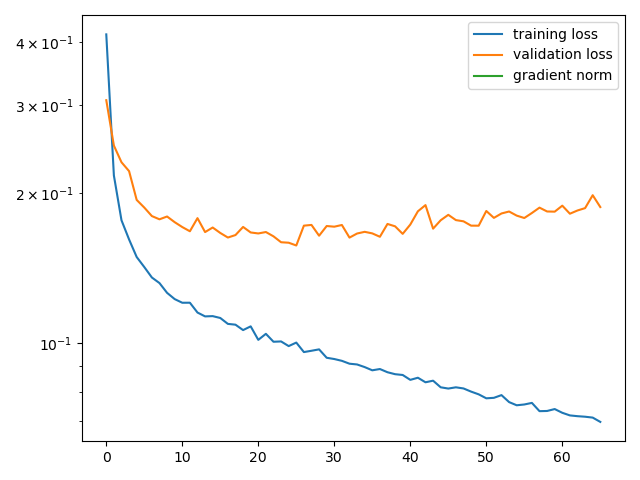 training loss
validation loss
gradient norm
4 × 10⁻¹
3 × 10⁻¹
2 × 10⁻¹
10⁻¹
0 10 20 30 40 50 60